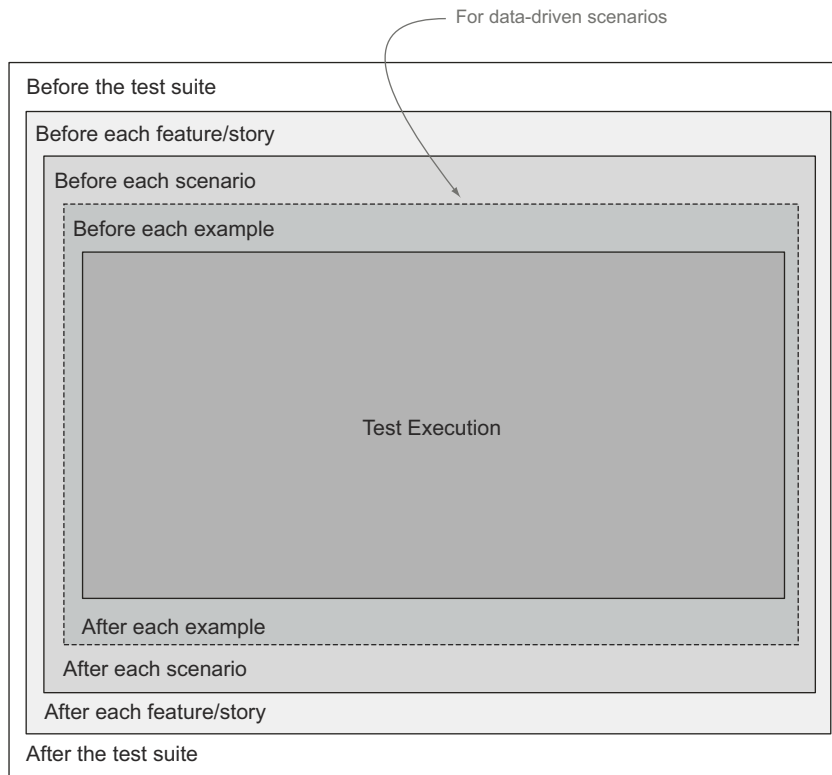 For data-driven scenarios
Before the test suite
Before each feature/story
Before each scenario
Before each example
Test Execution
After each example
After each scenario
After each feature/story
After the test suite